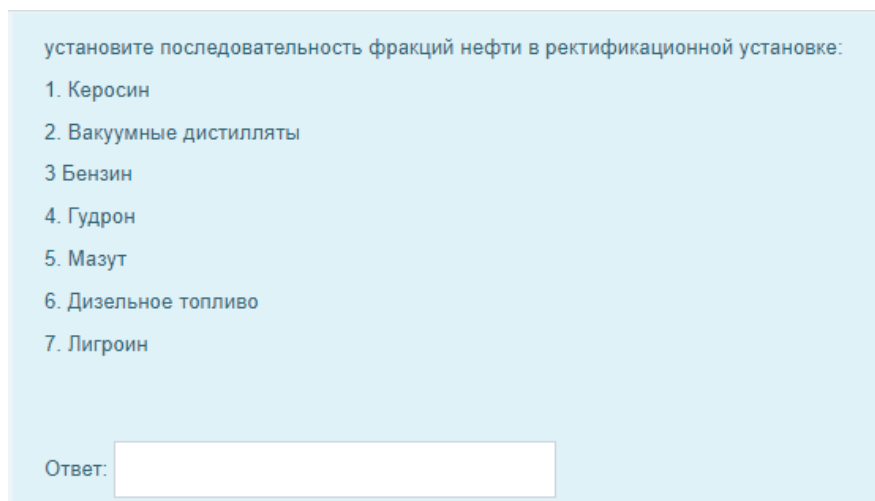 установите последовательность фракций нефти в ректификационной установке:
1. Керосин
2. Вакуумные дистилляты
3 Бензин
4. Гудрон
5. Мазут
6. Дизельное топливо
7. Лигроин
Ответ: